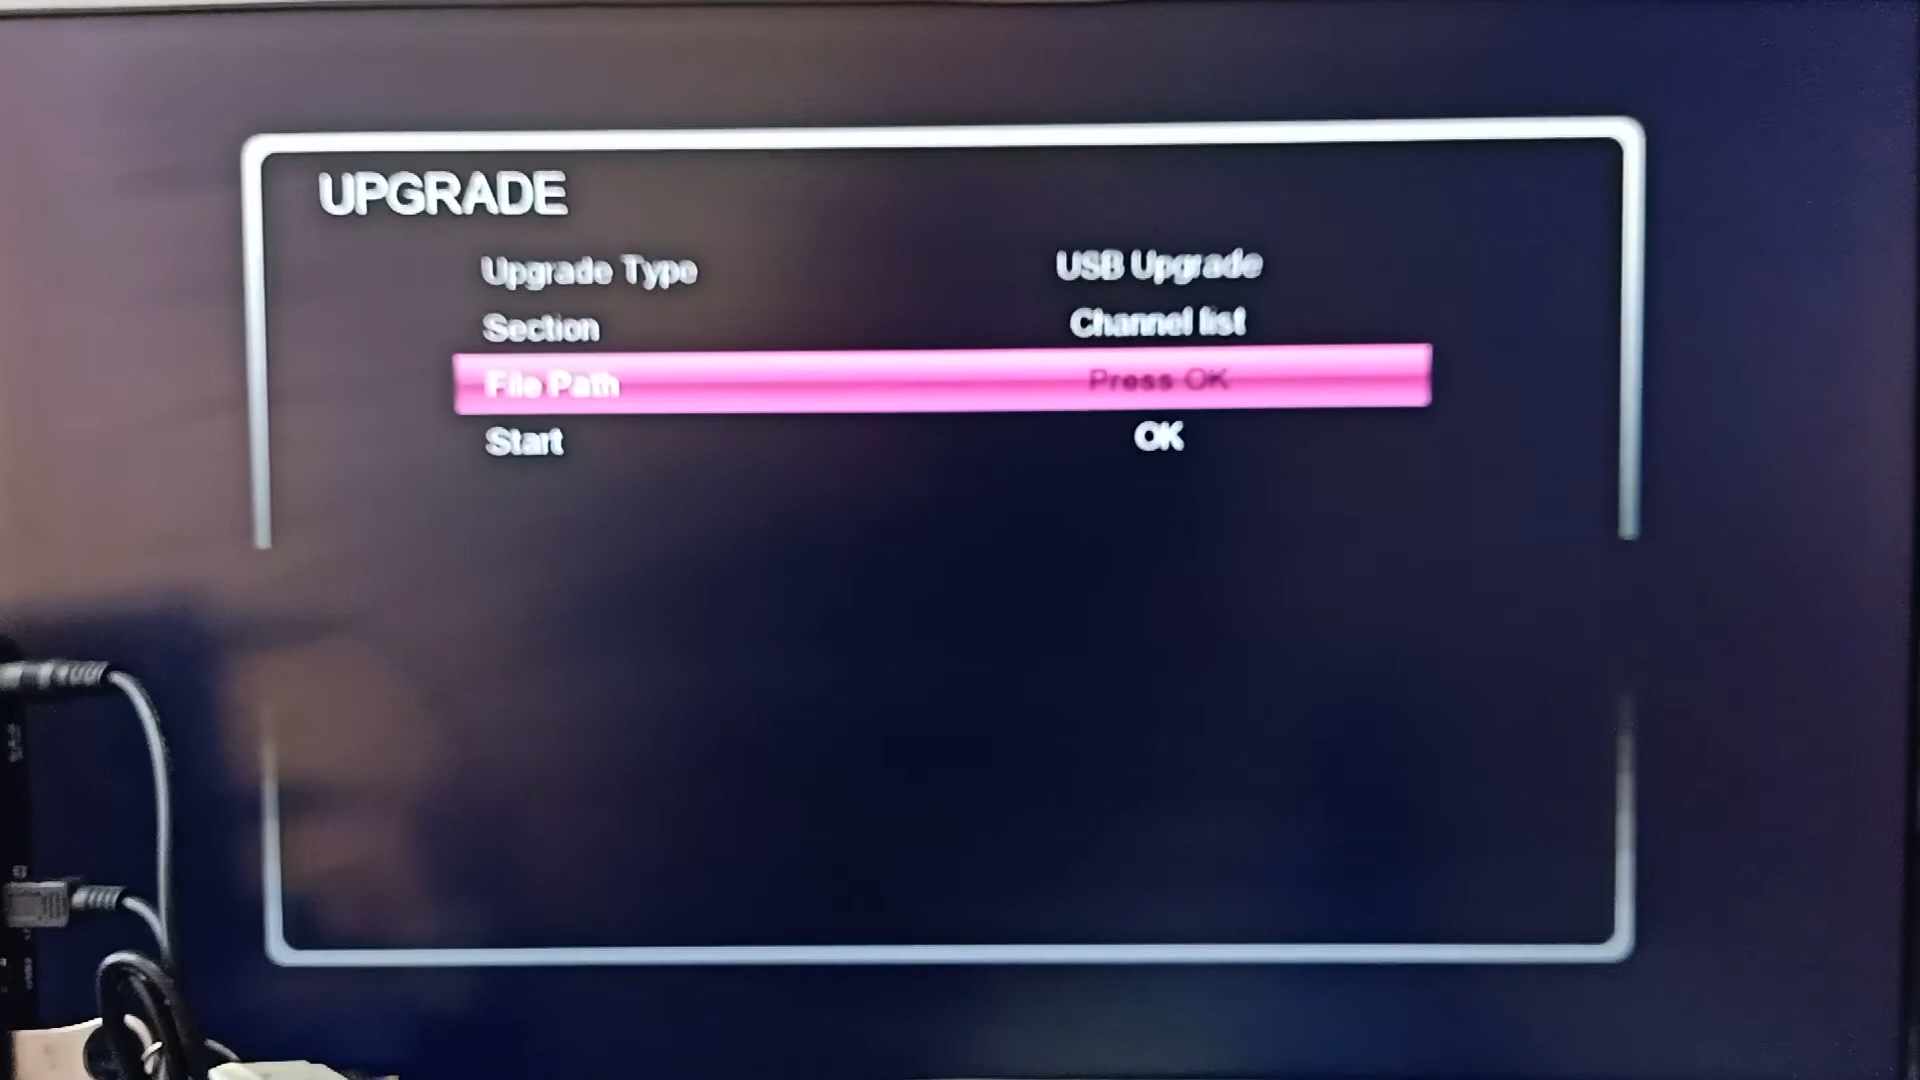 UPGRADE
Upgrade Type USB Upgrade
Section Channel list
File Path Press OK
Start OK